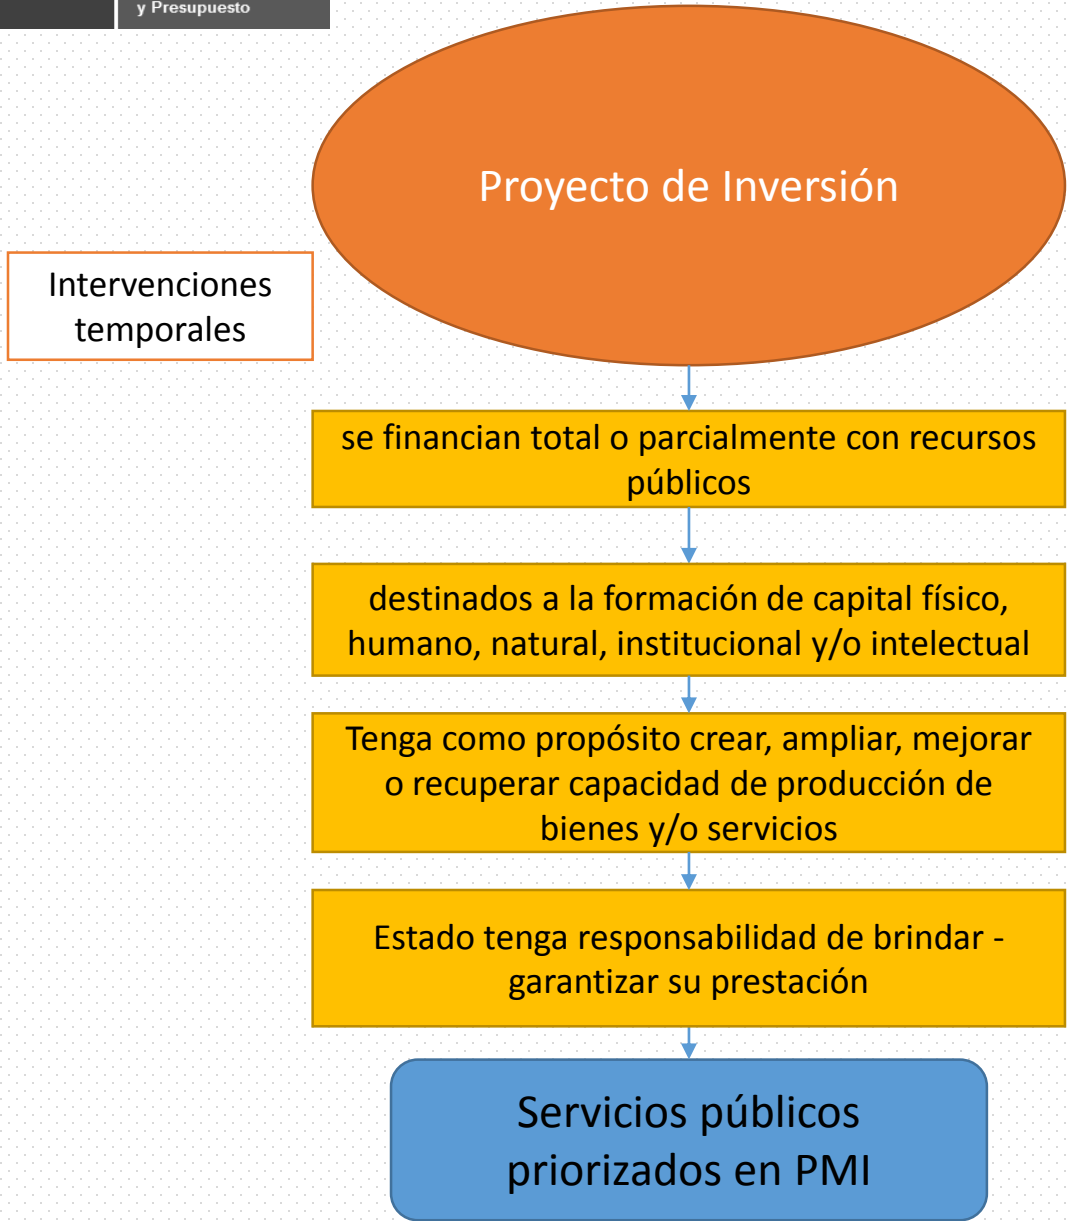 y Presupuesto
Proyecto de Inversión
Intervenciones
temporales
se financian total o parcialmente con recursos
públicos
destinados a la formación de capital físico,
humano, natural, institucional y/o intelectual
Tenga como propósito crear, ampliar, mejorar
o recuperar capacidad de producción de
bienes y/o servicios
Estado tenga responsabilidad de brindar -
garantizar su prestación
Servicios públicos
priorizados en PMI